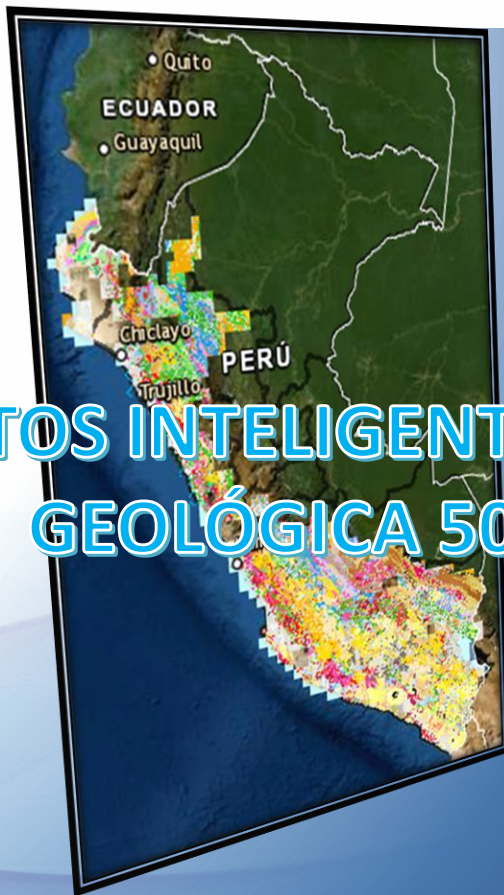 Quito
ECUADOR
Guayaquil
Chiclayo
PERÚ
Trujillo
TOS INTELIGENT
GEOLÓGICA 50